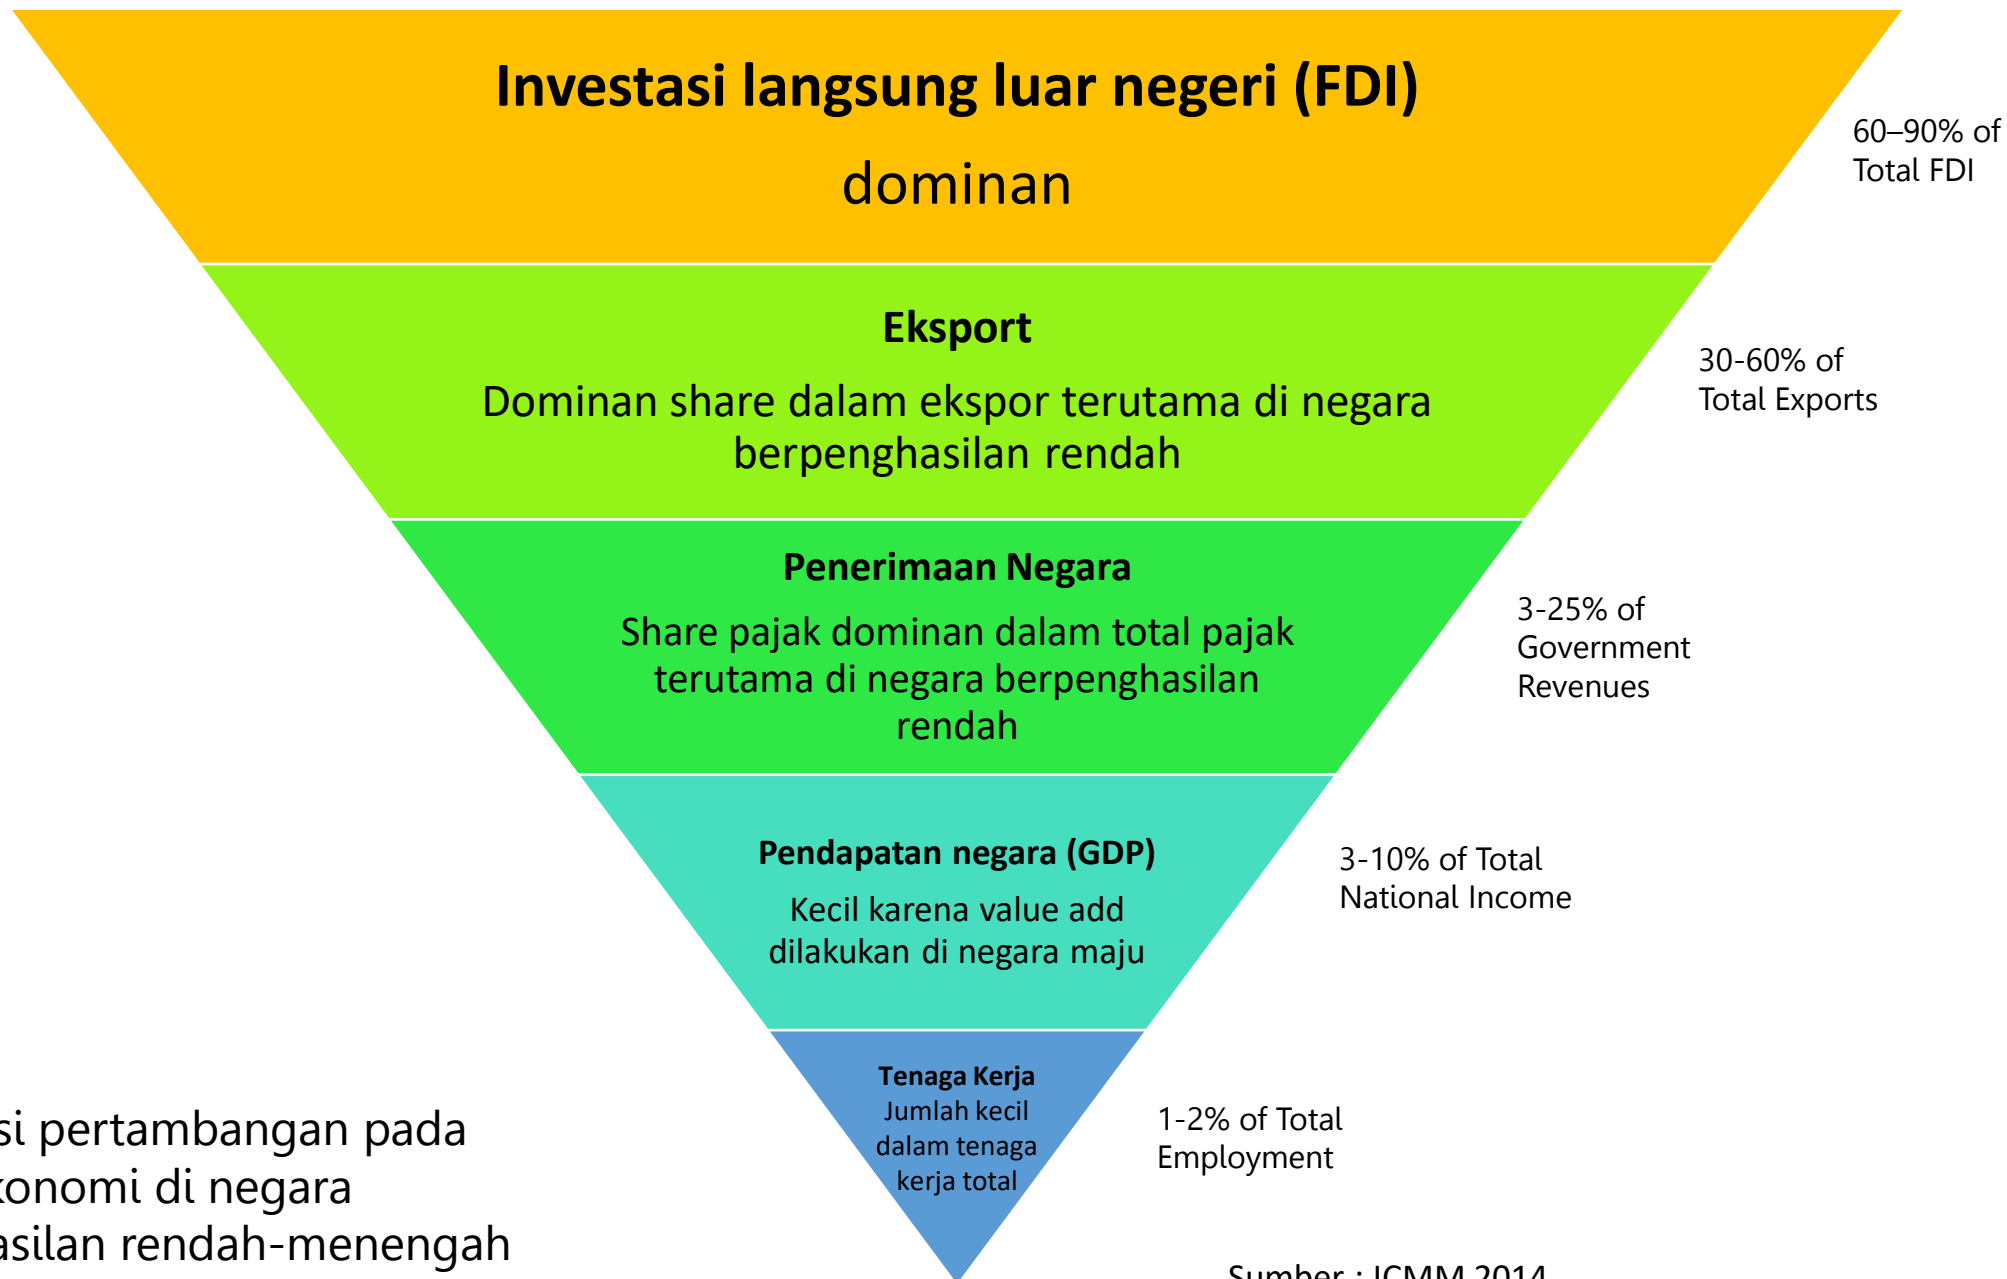 Investasi langsung luar negeri (FDI)
dominan
60–90% of
Total FDI
Eksport
Dominan share dalam ekspor terutama di negara
berpenghasilan rendah
30-60% of
Total Exports
Penerimaan Negara
Share pajak dominan dalam total pajak
terutama di negara berpenghasilan
rendah
3-25% of
Government
Revenues
Pendapatan negara (GDP)
Kecil karena value add
dilakukan di negara maju
3-10% of Total
National Income
Tenaga Kerja
Jumlah kecil
dalam tenaga
kerja total
1-2% of Total
Employment
pertambangan pada
di negara
rendah-menengah
Sumber : ICMM 2014